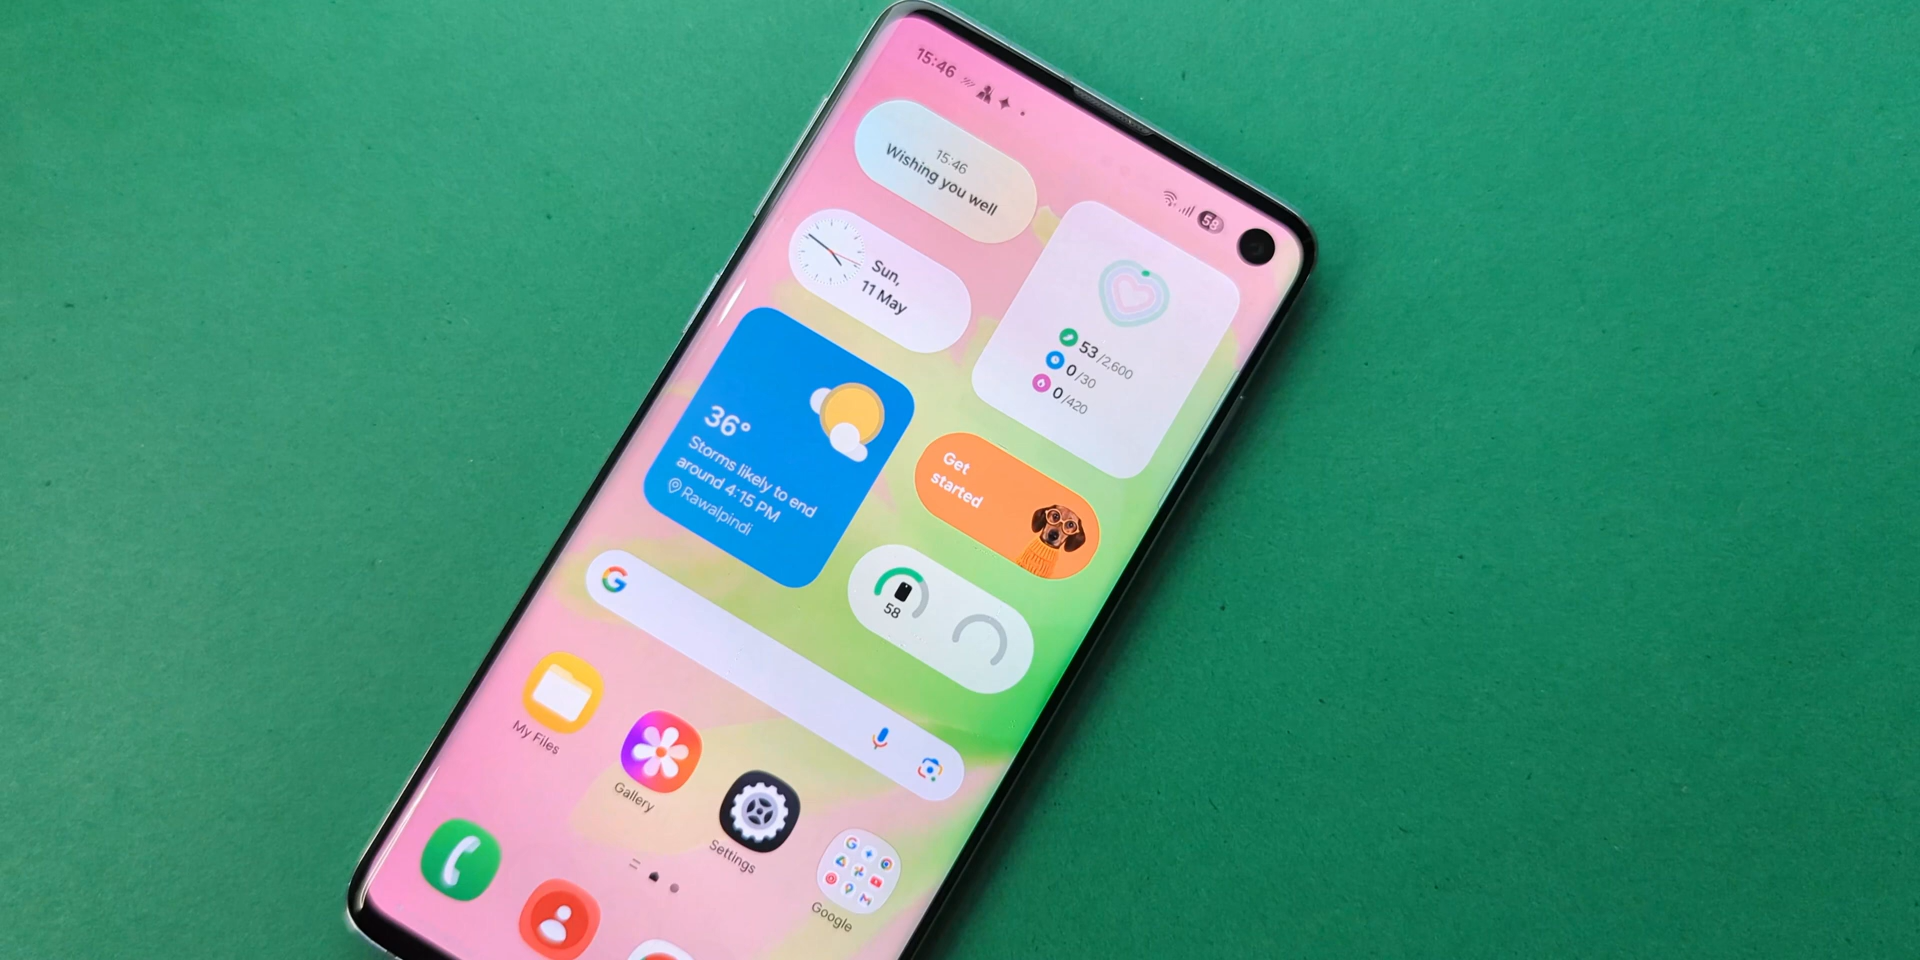 15:46
58
15:46
Wishing you well
Sun,
11 May
53/2,600
0/30
0/420
36°
Storms likely to end
around 4:15 PM
Rawalpindi
Get
started
58
G
My Files
Gallery
Settings
Google